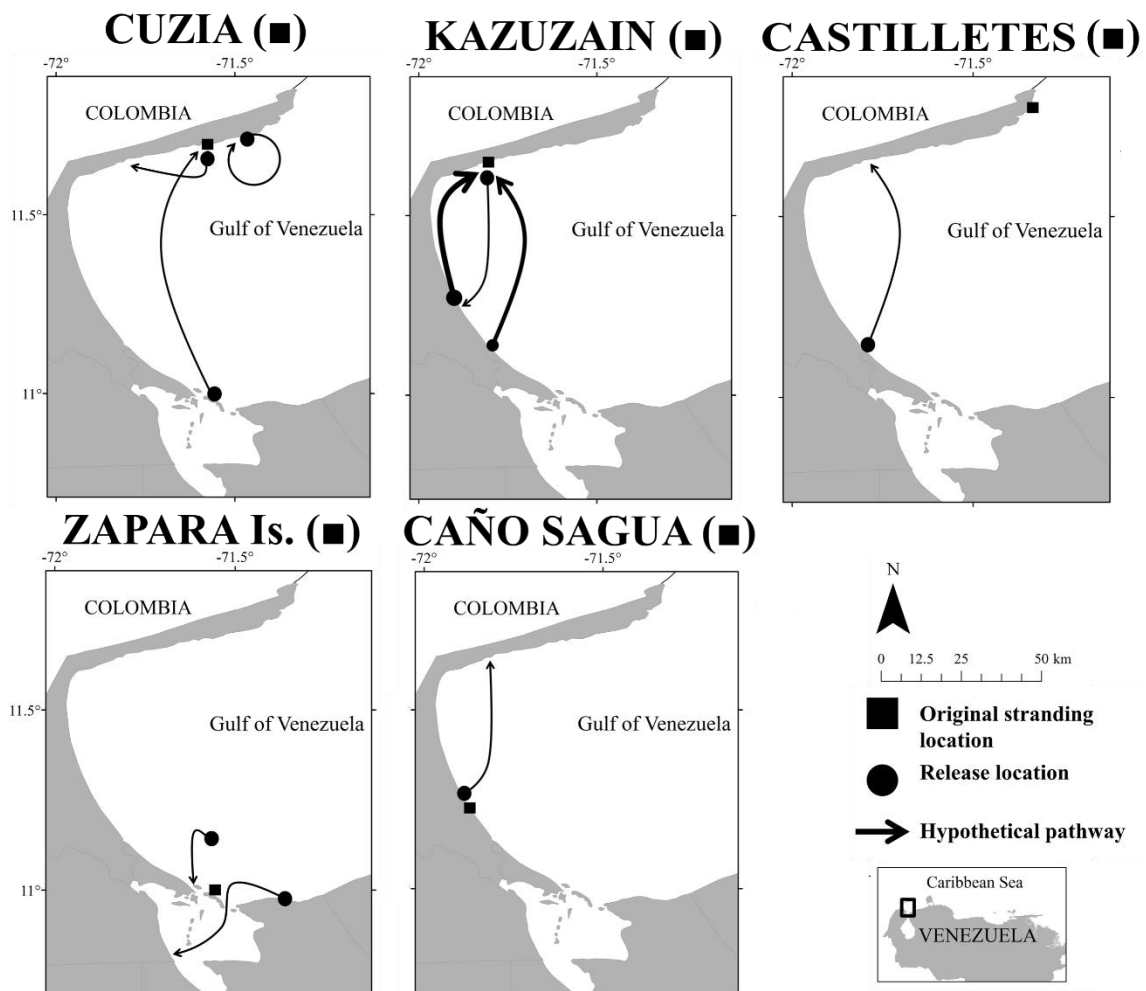 CUZIA (■)
KAZUZAIN (■)
CASTILLETES (■)
-72
-71.5°
-72
-71.5°
-72
-71.5°
COLOMBIA
COLOMBIA
COLOMBIA
11.5°
Gulf of Venezuela
Gulf of Venezuela
Gulf of Venezuela
11°
ZAPARA Is. (■)
CAÑO SAGUA (■)
-72
-71.5°
-72
-71.5°
COLOMBIA
COLOMBIA
11.5°
Gulf of Venezuela
Gulf of Venezuela
11°
N
0 12.5 25 50 km
Original stranding
location
Release location
Hypothetical pathway
Caribbean Sea
VENEZUELA